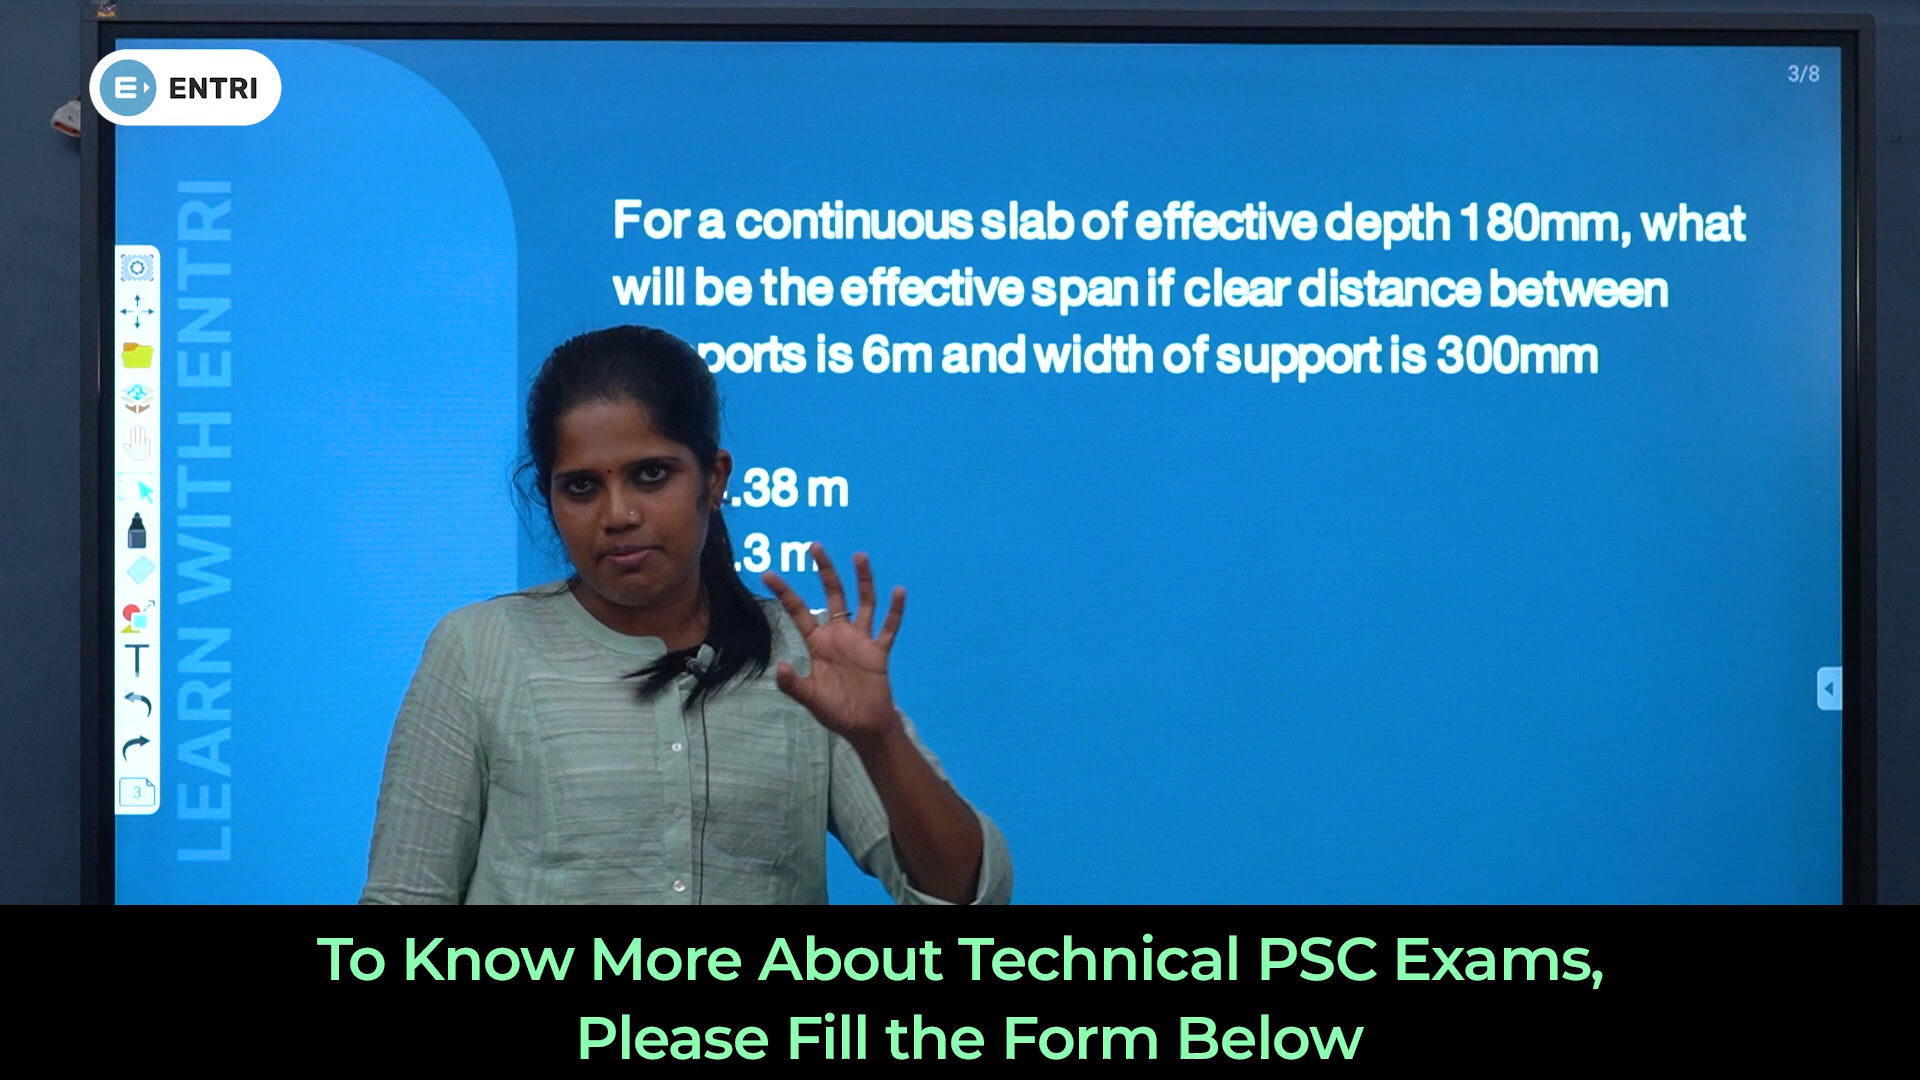 ENTRI
3/8
LEARN WITH ENTRI
For a continuous slab of effective depth 180mm, what
will be the effective span if clear distance between
is 6m and width of support is 300mm
.38 m
.3 m
T
3
To Know More About Technical PSC Exams,
Please Fill the Form Below